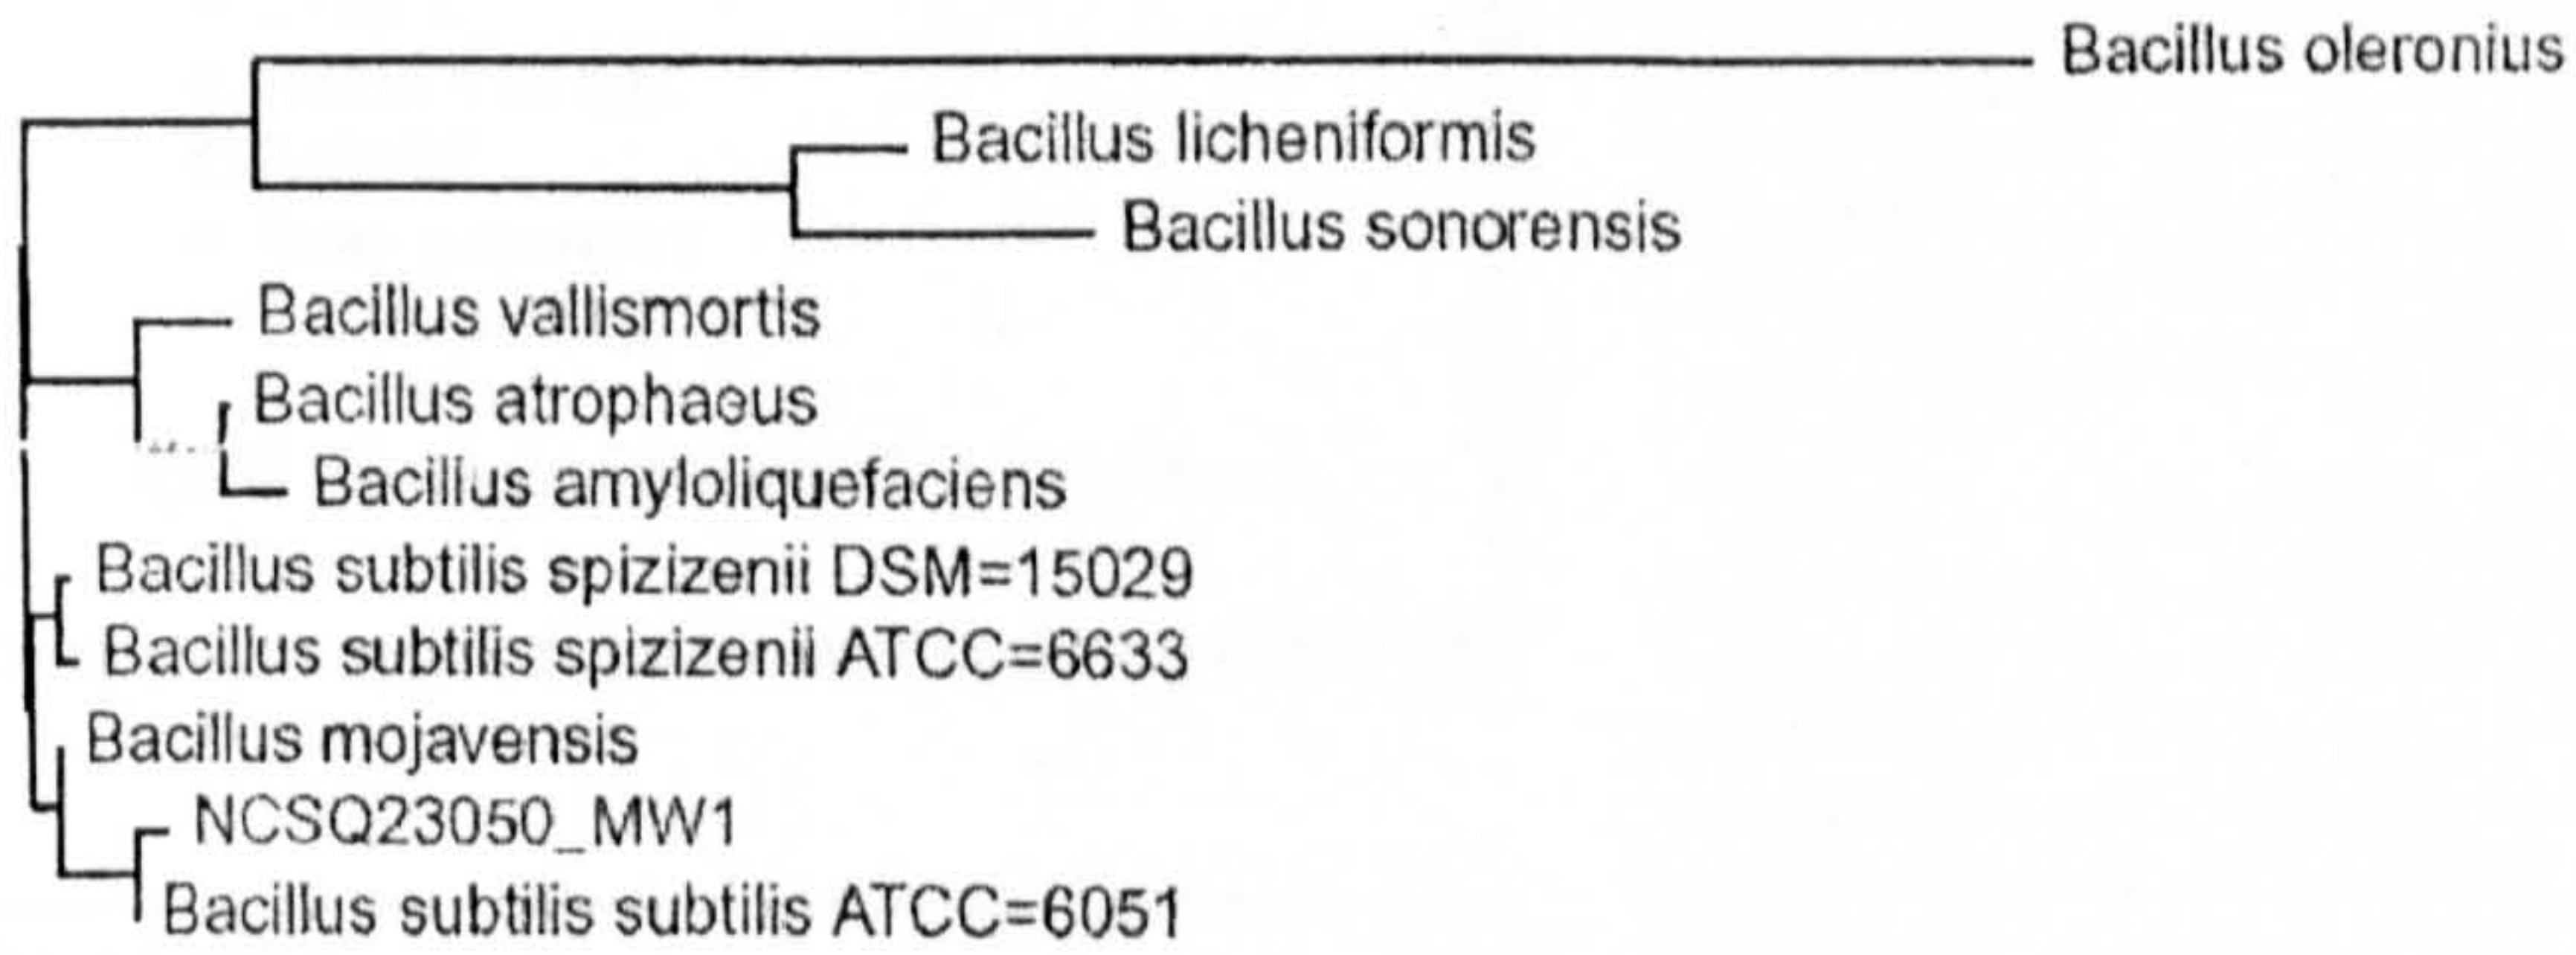 Bacillus oleronius
Bacillus licheniformis
Bacillus sonorensis
Bacillus vallismortis
Bacillus atrophaeus
Bacillus amyloliquefaciens
Bacillus subtilis spizizenii DSM=15029
Bacillus subtilis spizizenii ATCC=6633
Bacillus mojavensis
NCSQ23050_MW1
Bacillus subtilis subtilis ATCC=6051